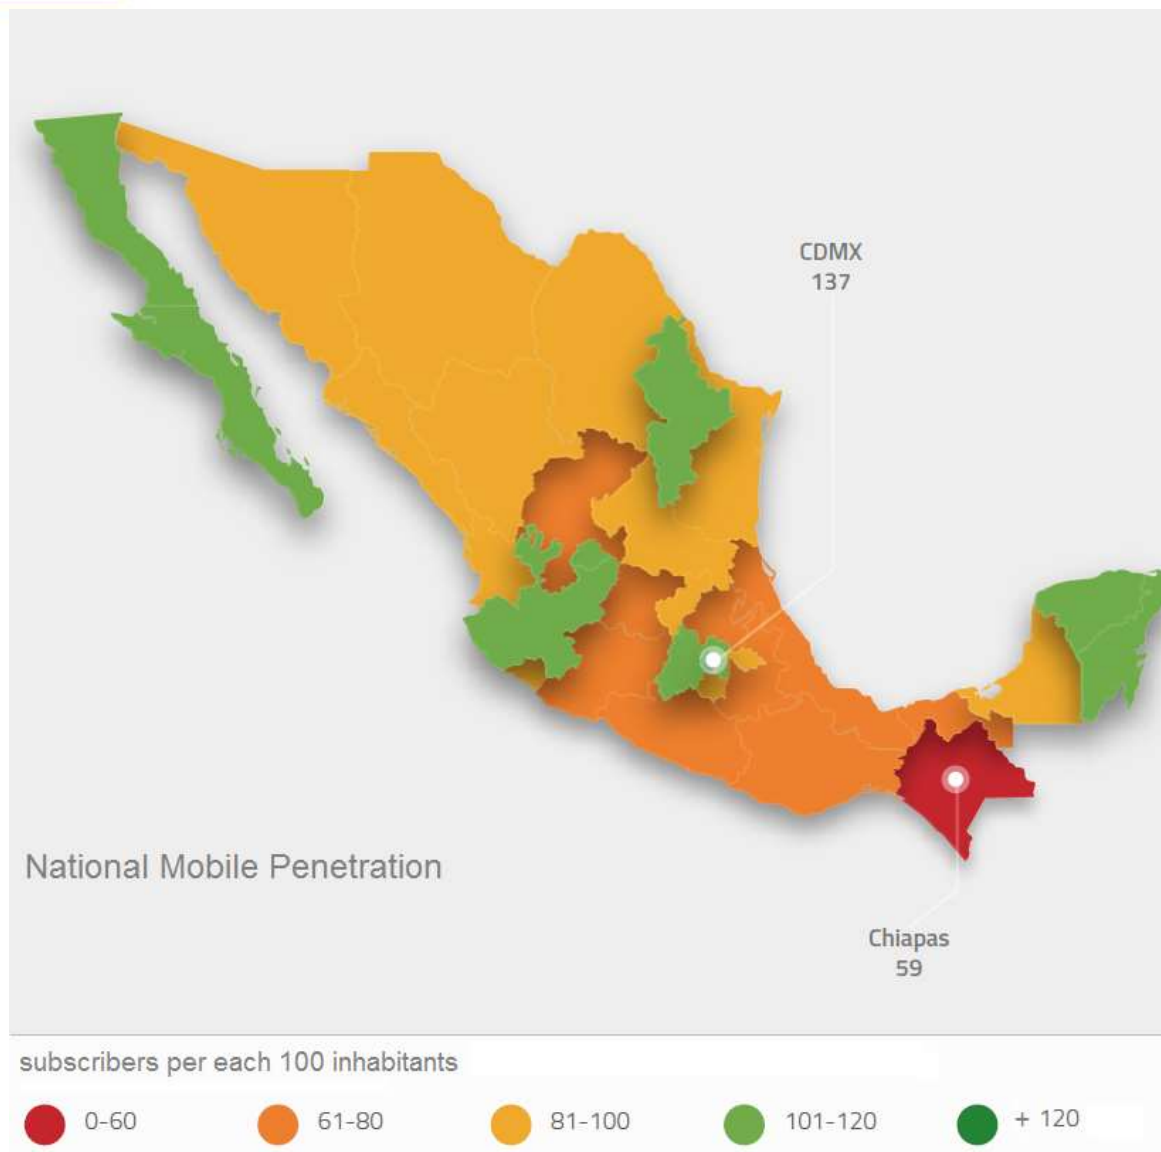 CDMX
137
National Mobile Penetration
Chiapas
59
subscribers per each 100 inhabitants
0-60
61-80
81-100
101-120
+ 120